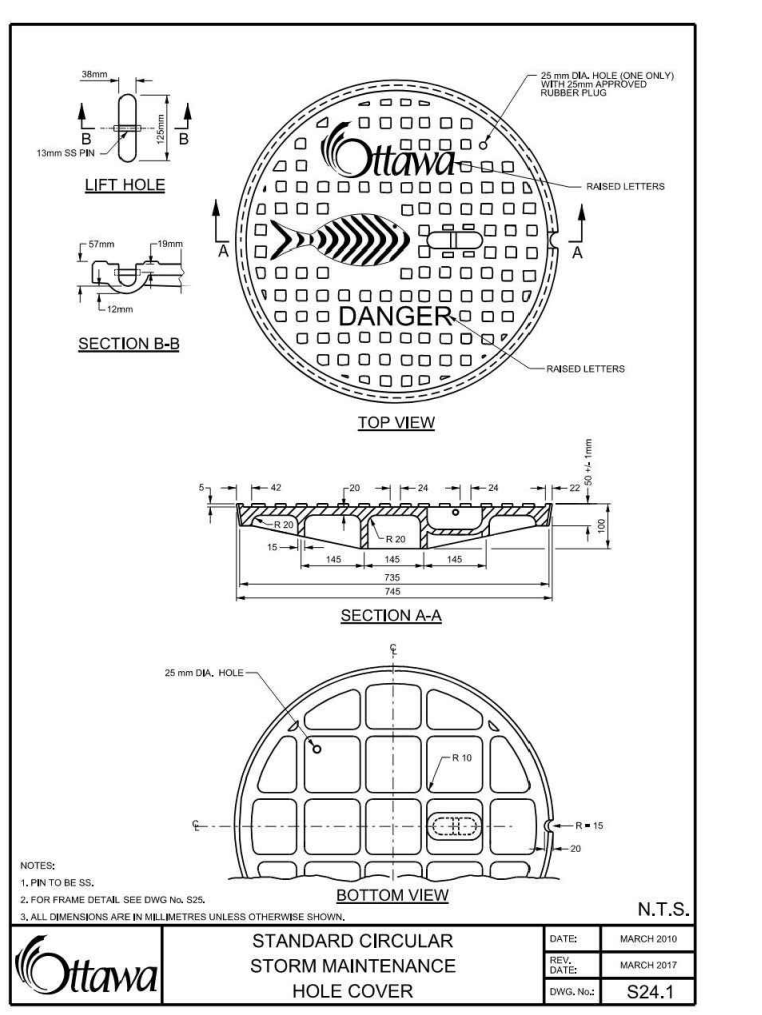 38mm
B
B
125mm
13mm SS PIN
LIFT HOLE
25 mm DIA. HOLE (ONE ONLY)
WITH 25mm APPROVED
RUBBER PLUG
Ottawa
RAISED LETTERS
A
A
57mm
19mm
12mm
SECTION B-B
DANGER
RAISED LETTERS
TOP VIEW
5
42
20
24
24
22
50 +/- 1mm
100
R 20
R 20
15
145
145
145
735
745
SECTION A-A
℄
25 mm DIA. HOLE
R 10
℄
R = 15
20
BOTTOM VIEW
NOTES:
1. PIN TO BE SS.
2. FOR FRAME DETAIL SEE DWG No. S25.
3. ALL DIMENSIONS ARE IN MILLIMETRES UNLESS OTHERWISE SHOWN.
N.T.S.
Ottawa
STANDARD CIRCULAR
STORM MAINTENANCE
HOLE COVER
DATE:
MARCH 2010
REV.
DATE:
MARCH 2017
DWG. No.:
S24.1